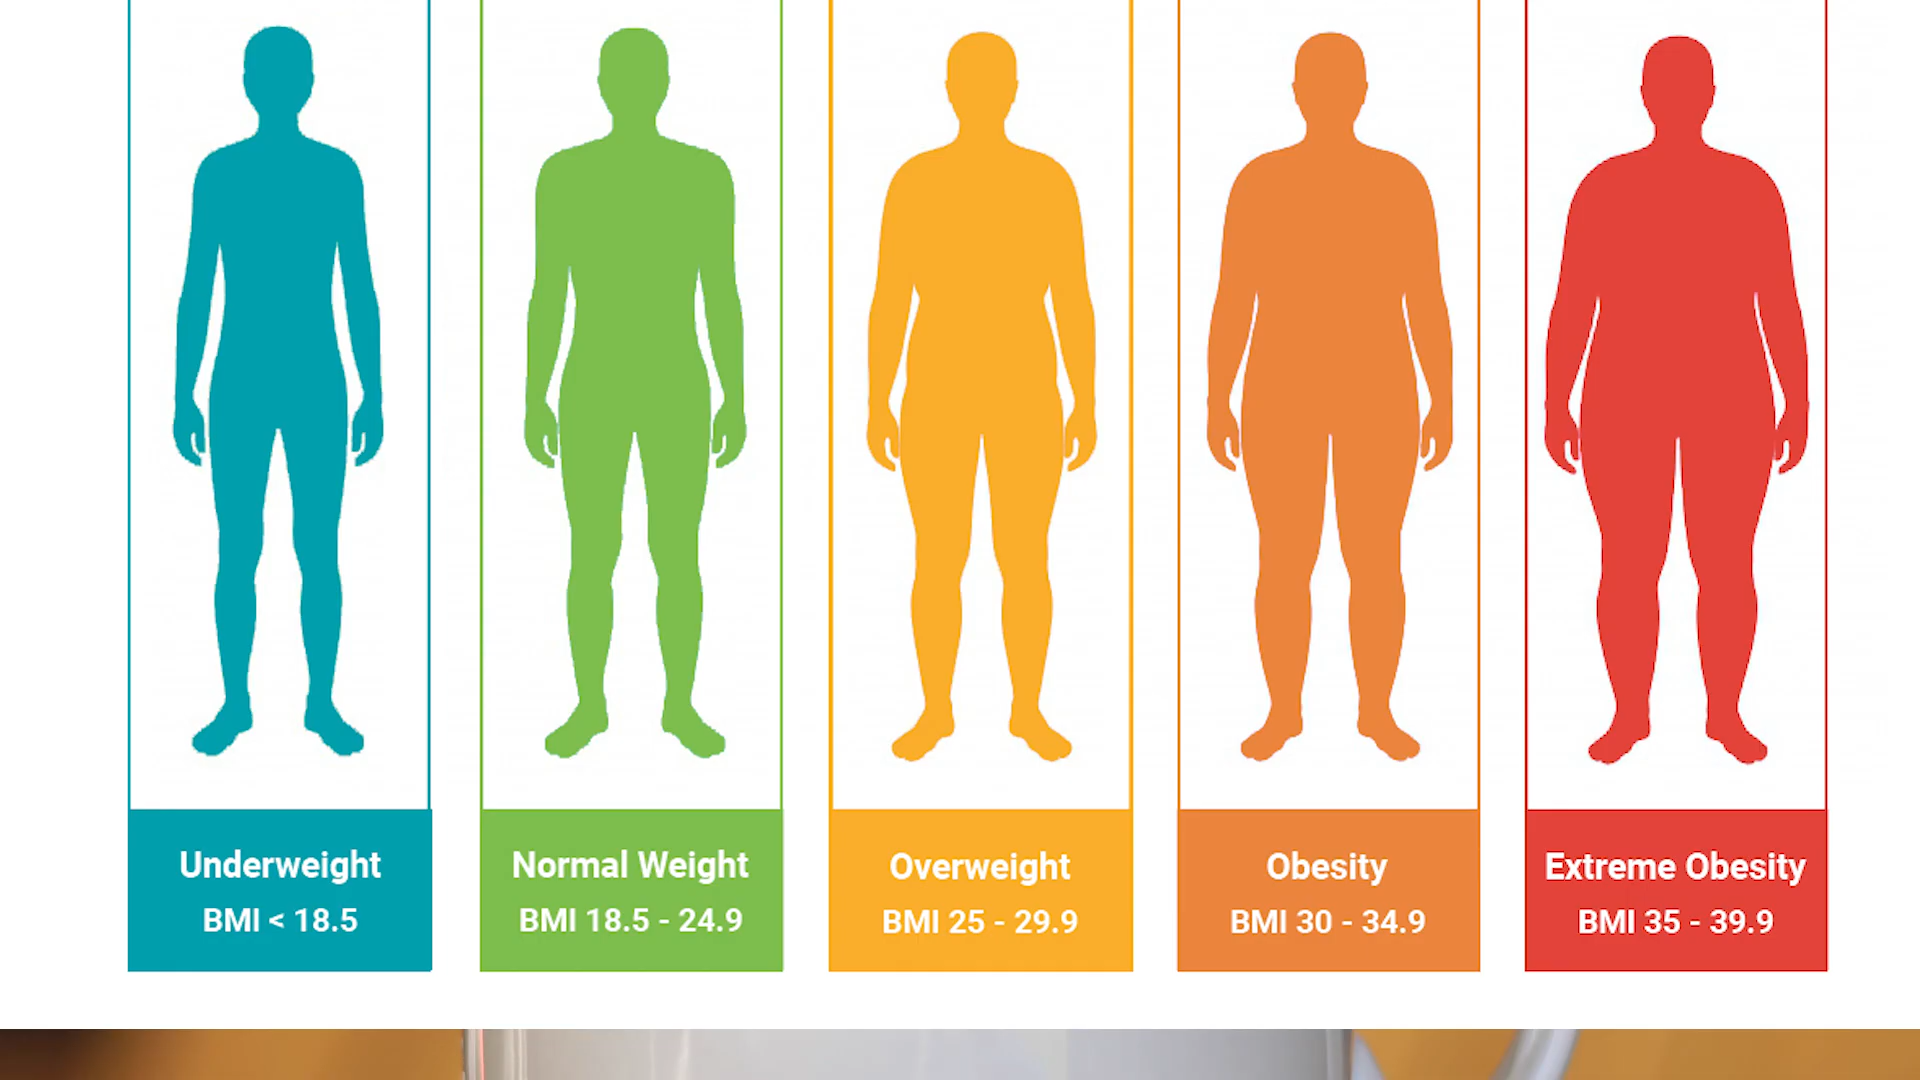 Underweight
BMI < 18.5
Normal Weight
BMI 18.5 - 24.9
Overweight
BMI 25 - 29.9
Obesity
BMI 30 - 34.9
Extreme Obesity
BMI 35 - 39.9